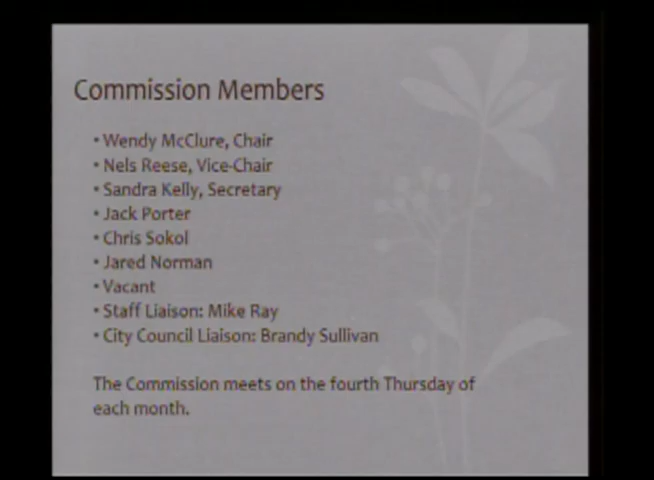 Commission Members
• Wendy McClure, Chair
• Nels Reese, Vice-Chair
• Sandra Kelly, Secretary
• Jack Porter
• Chris Sokol
• Jared Norman
• Vacant
• Staff Liaison: Mike Ray
• City Council Liaison: Brandy Sullivan
The Commission meets on the fourth Thursday of
each month.